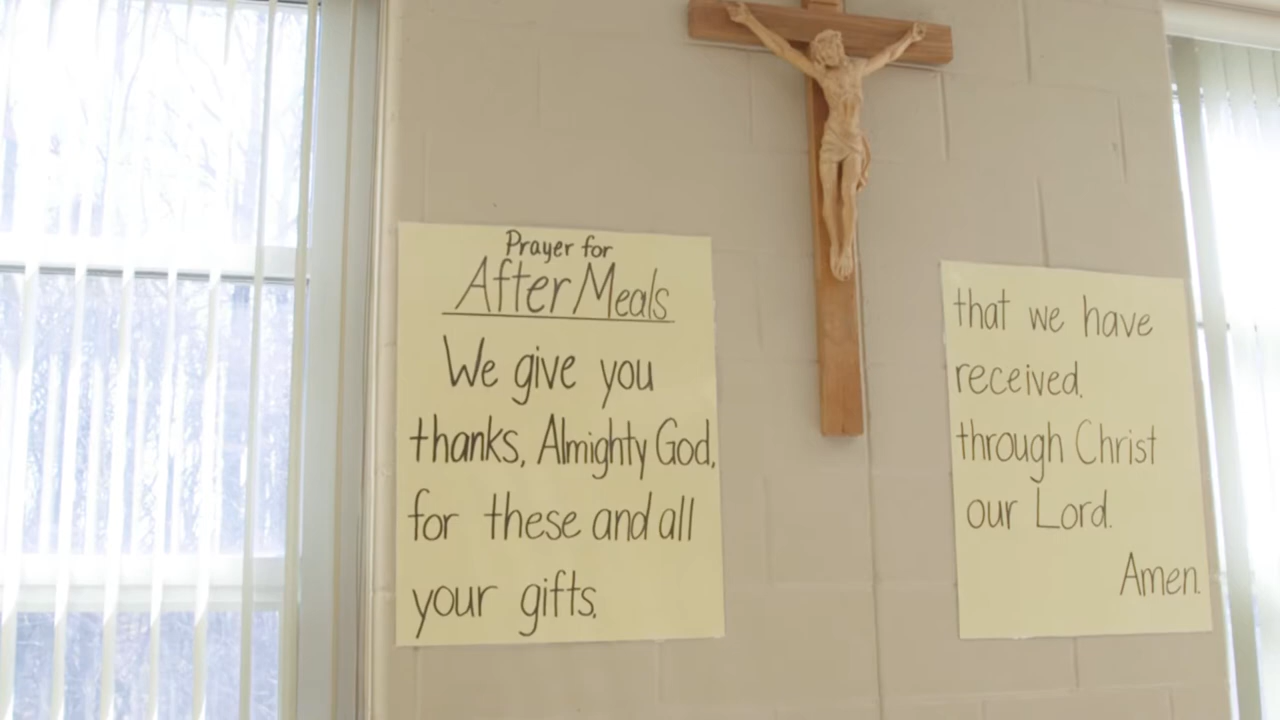 Prayer for
After Meals
We give you
thanks, Almighty God,
for these and all
your gifts,
that we have
received,
through Christ
our Lord.
Amen.